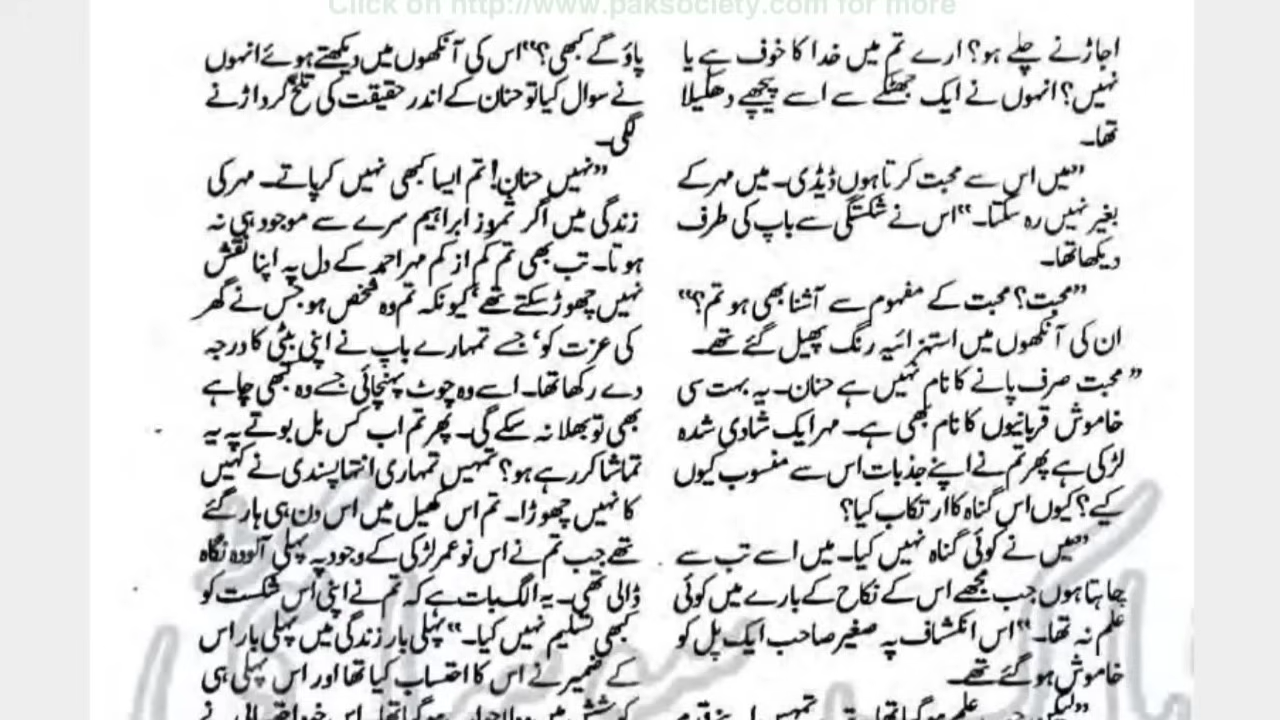 Click on http://www.paksociety.com for more
اجاڑنے چلے ہو؟ ارے تم میں خدا کا خوف ہے یا
نہیں؟ انہوں نے ایک جھٹکے سے اسے پیچھے دھکیلا
تھا۔
”میں اس سے محبت کرتا ہوں ڈیڈی۔ میں مہر کے
بغیر نہیں رہ سکتا۔“ اس نے شکستگی سے باپ کی طرف
دیکھا تھا۔
”محبت؟ محبت کے مفہوم سے آشنا بھی ہو تم؟“
ان کی آنکھوں میں استہزائیہ رنگ پھیل گئے تھے۔
”محبت صرف پانے کا نام نہیں ہے حنان۔ یہ بہت سی
خاموش قربانیوں کا نام بھی ہے۔ مہر ایک شادی شدہ
لڑکی ہے پھر تم نے اپنے جذبات اس سے منسوب کیوں
کیے؟ کیوں اس گناہ کا ارتکاب کیا؟
”میں نے کوئی گناہ نہیں کیا۔ میں اسے تب سے
چاہتا ہوں جب مجھے اس کے نکاح کے بارے میں کوئی
علم نہ تھا۔“ اس انکشاف پہ صغیر صاحب ایک پل کو
خاموش ہو گئے تھے۔
پاؤ گے کبھی؟“ اس کی آنکھوں میں دیکھتے ہوئے انہوں
نے سوال کیا تو حنان کے اندر حقیقت کی تلخ گرد اڑنے
لگی۔
”نہیں حنان! تم ایسا کبھی نہیں کر پاتے۔ مہر کی
زندگی میں اگر ثمروز ابراہیم سرے سے موجود ہی نہ
ہوتا۔ تب بھی تم کم از کم مہر احمد کے دل پہ اپنا نقش
نہیں چھوڑ سکتے تھے‘ کیونکہ تم وہ شخص ہو جس نے گھر
کی عزت کو‘ جسے تمہارے باپ نے اپنی بیٹی کا درجہ
دے رکھا تھا۔ اسے وہ چوٹ پہنچائی جسے وہ کبھی چاہے
بھی تو بھلا نہ سکے گی۔ پھر تم اب کس بل بوتے پہ یہ
تماشا کر رہے ہو؟ تمہیں تمہاری انتہا پسندی نے کہیں
کا نہیں چھوڑا۔ تم اس کھیل میں اس دن ہی ہار گئے
تھے جب تم نے اس نو عمر لڑکی کے وجود پہ پہلی آلودہ نگاہ
ڈالی تھی۔ یہ الگ بات ہے کہ تم نے اپنی اس شکست کو
کبھی تسلیم نہیں کیا۔“ پہلی بار زندگی میں پہلی بار اس
کے ضمیر نے اس کا احتساب کیا تھا اور اس پہلی ہی